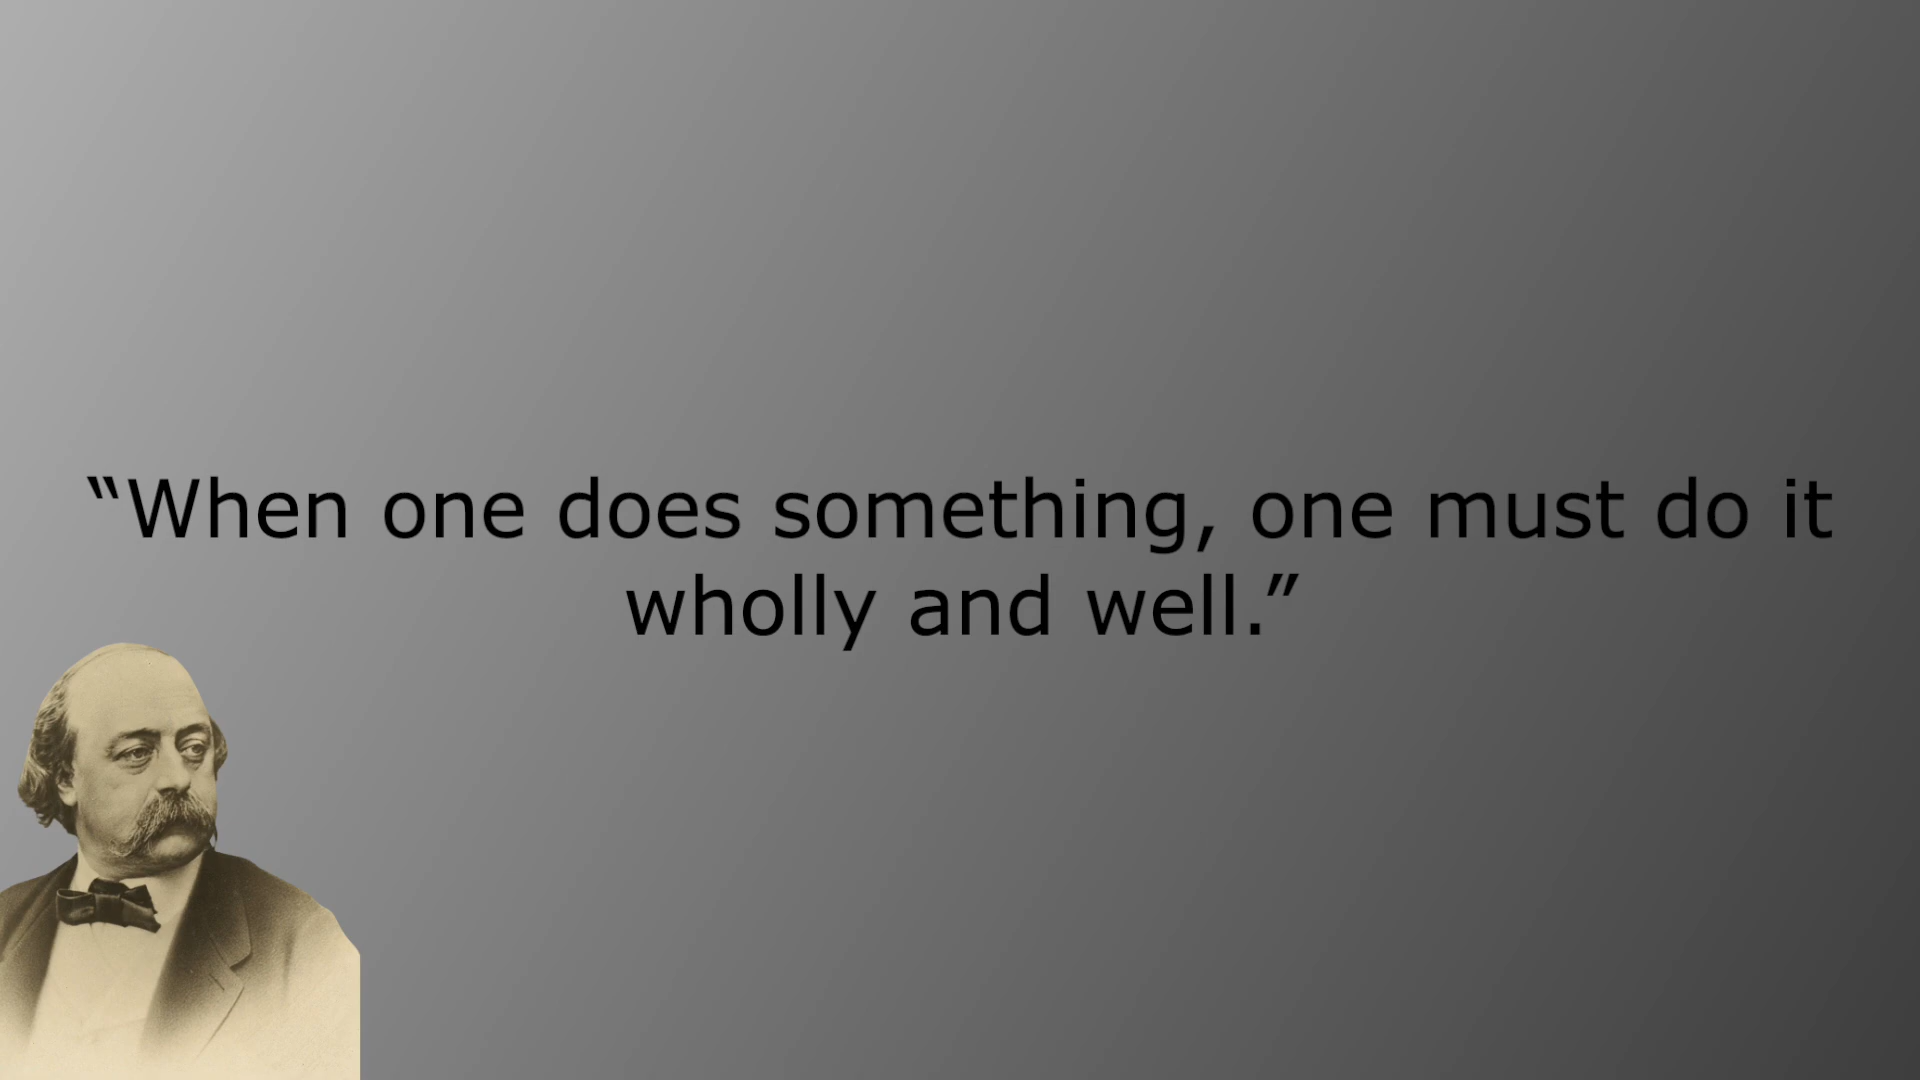 “When one does something, one must do it
wholly and well.”